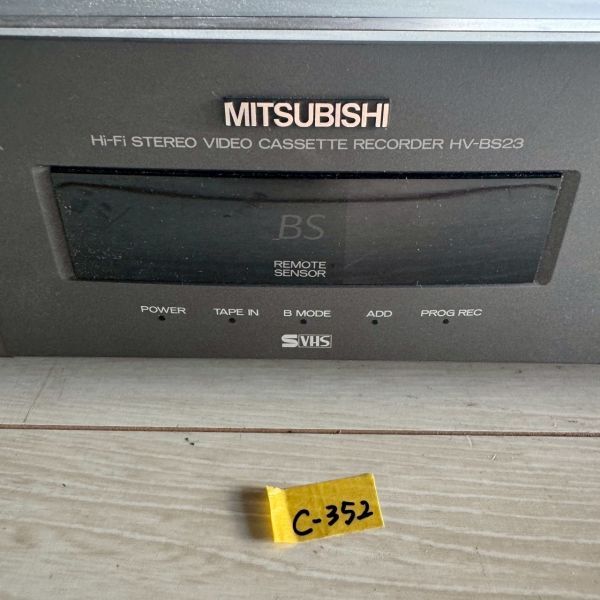 MITSUBISHI
Hi-Fi STEREO VIDEO CASSETTE RECORDER HV-BS23
BS
REMOTE
SENSOR
POWER TAPE IN B MODE ADD PROG REC
S VHS
C-352